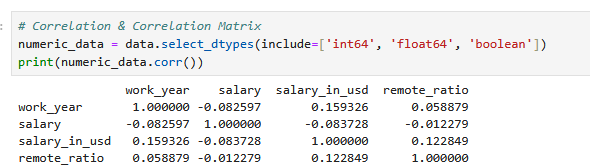 # Correlation & Correlation Matrix
numeric_data = data.select_dtypes(include=['int64', 'float64', 'boolean'])
print(numeric_data.corr())
work_year salary salary_in_usd remote_ratio
work_year 1.000000 -0.082597 0.159326 0.058879
salary -0.082597 1.000000 -0.083728 -0.012279
salary_in_usd 0.159326 -0.083728 1.000000 0.122849
remote_ratio 0.058879 -0.012279 0.122849 1.000000